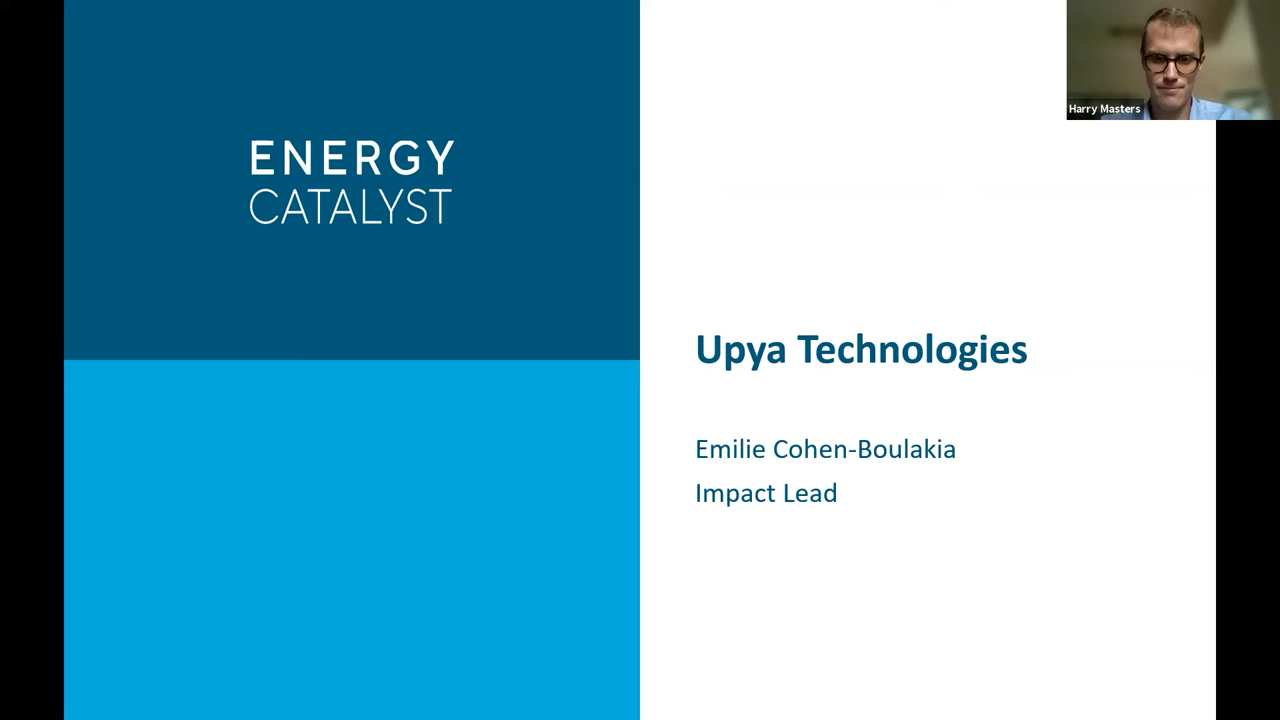 ENERGY
CATALYST
Harry Masters
Upya Technologies
Emilie Cohen-Boulakia
Impact Lead